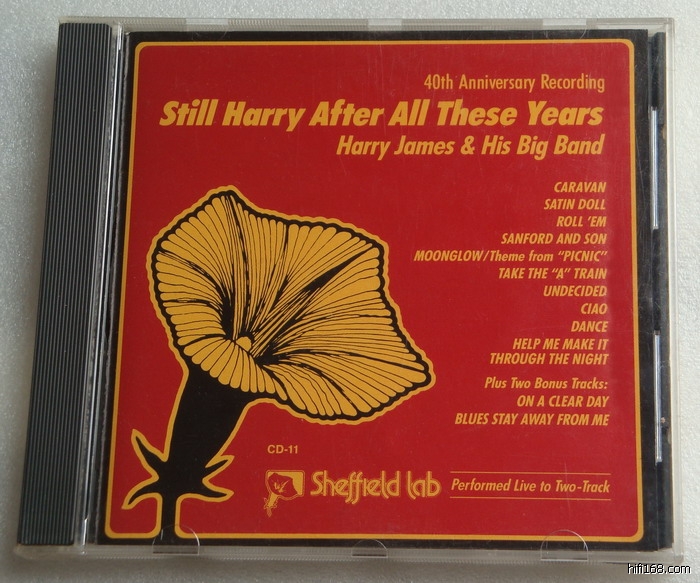 40th Anniversary Recording
Still Harry After All These Years
Harry James & His Big Band
CARAVAN
SATIN DOLL
ROLL 'EM
SANFORD AND SON
MOONGLOW/Theme from "PICNIC"
TAKE THE "A" TRAIN
UNDECIDED
CIAO
DANCE
HELP ME MAKE IT
THROUGH THE NIGHT
Plus Two Bonus Tracks:
ON A CLEAR DAY
BLUES STAY AWAY FROM ME
CD-11
Sheffield lab
Performed Live to Two-Track
hifi168.com